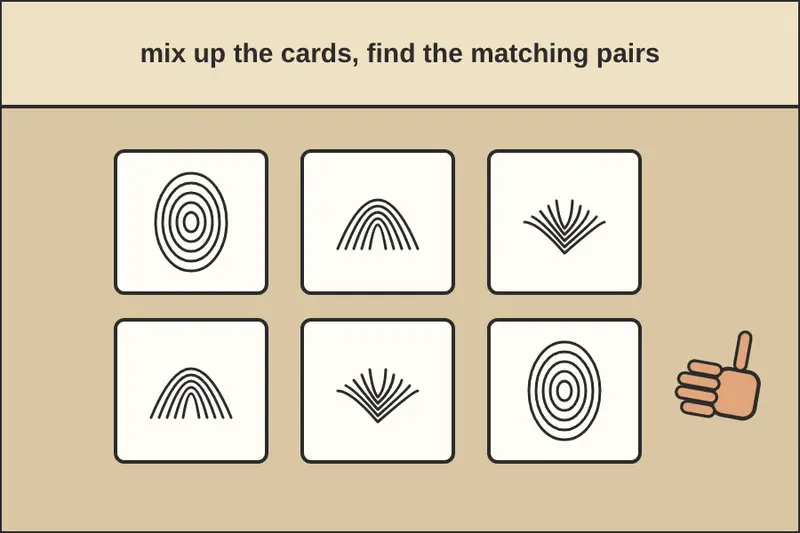 mix up the cards, find the matching pairs